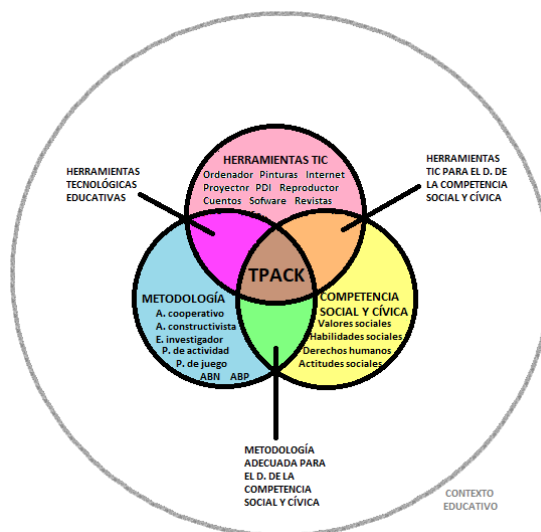 HERRAMIENTAS TIC
Ordenador Pinturas Internet
Proyectnr PDI Reproductor
Cuentos Sofware Revistas
HERRAMIENTAS
TECNOLÓGICAS
EDUCATIVAS
HERRAMIENTAS
TIC PARA EL D. DE
LA COMPETENCIA
SOCIAL Y CÍVICA
TPACK
METODOLOGÍA
A. cooperativo
A. constructivista
E. investigador
P. de actividad
P. de juego
ABN ABP
COMPETENCIA
SOCIAL Y CÍVICA
Valores sociales
Habilidades sociales
Derechos humanos
Actitudes sociales
METODOLOGÍA
ADECUADA PARA
EL D. DE LA
COMPETENCIA
SOCIAL Y CÍVICA
CONTEXTO
EDUCATIVO